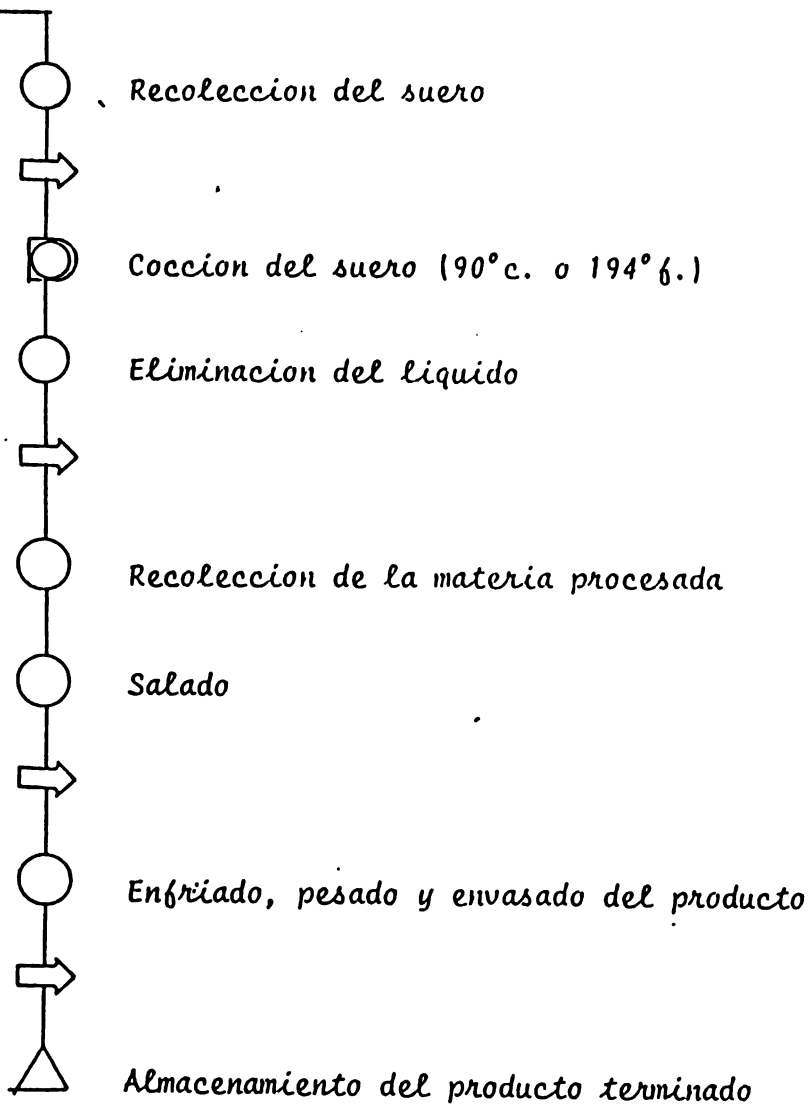 Recoleccion del suero
Coccion del suero (90°c. o 194°f.)
Eliminacion del liquido
Recoleccion de la materia procesada
Salado
Enfriado, pesado y envasado del producto
Almacenamiento del producto terminado